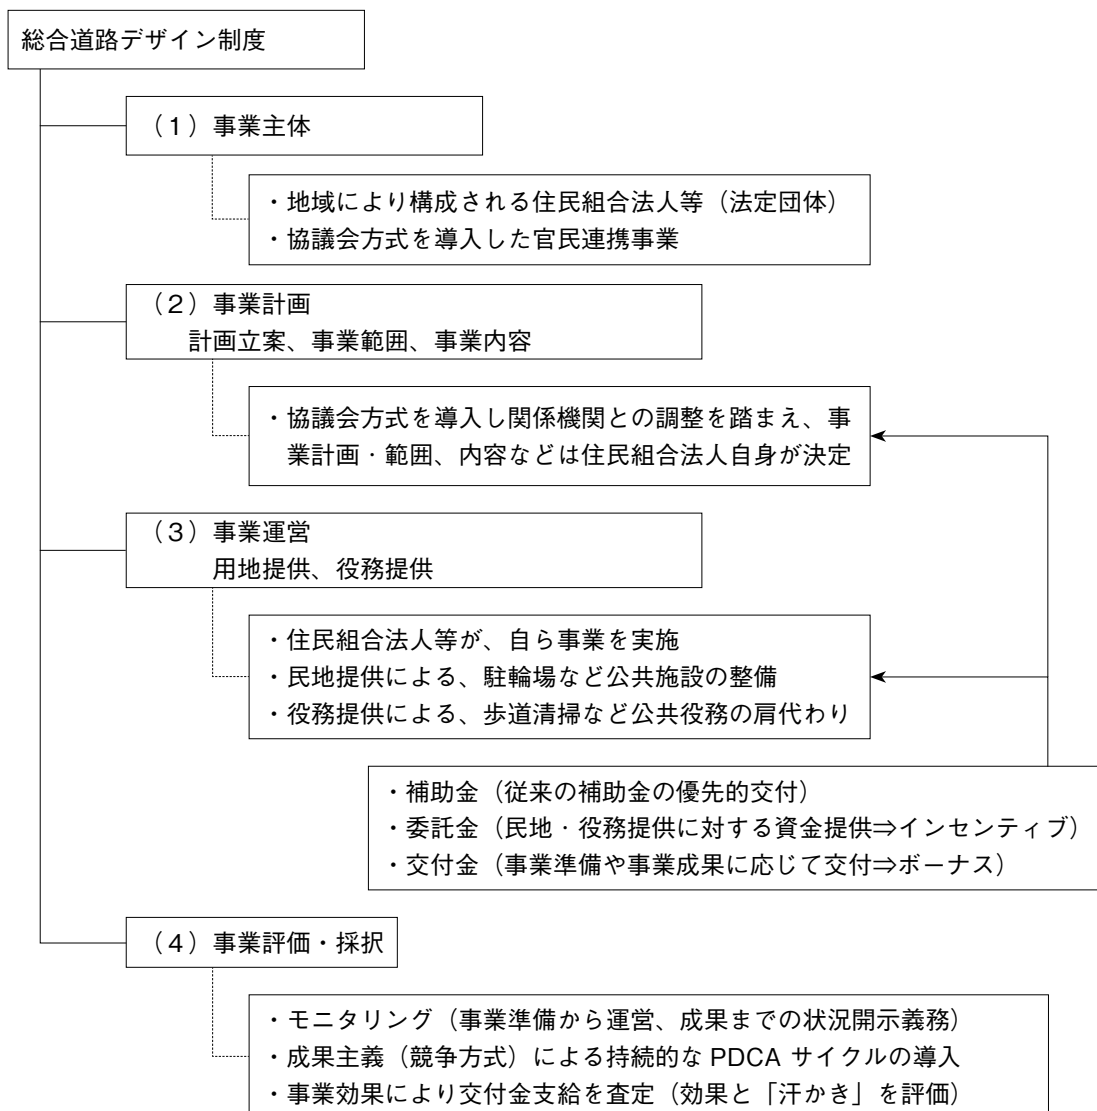 総合道路デザイン制度
（１）事業主体
・地域により構成される住民組合法人等（法定団体）
・協議会方式を導入した官民連携事業
（２）事業計画
計画立案、事業範囲、事業内容
・協議会方式を導入し関係機関との調整を踏まえ、事
業計画・範囲、内容などは住民組合法人自身が決定
（３）事業運営
用地提供、役務提供
・住民組合法人等が、自ら事業を実施
・民地提供による、駐輪場など公共施設の整備
・役務提供による、歩道清掃など公共役務の肩代わり
・補助金（従来の補助金の優先的交付）
・委託金（民地・役務提供に対する資金提供⇒インセンティブ）
・交付金（事業準備や事業成果に応じて交付⇒ボーナス）
（４）事業評価・採択
・モニタリング（事業準備から運営、成果までの状況開示義務）
・成果主義（競争方式）による持続的な PDCA サイクルの導入
・事業効果により交付金支給を査定（効果と「汗かき」を評価）